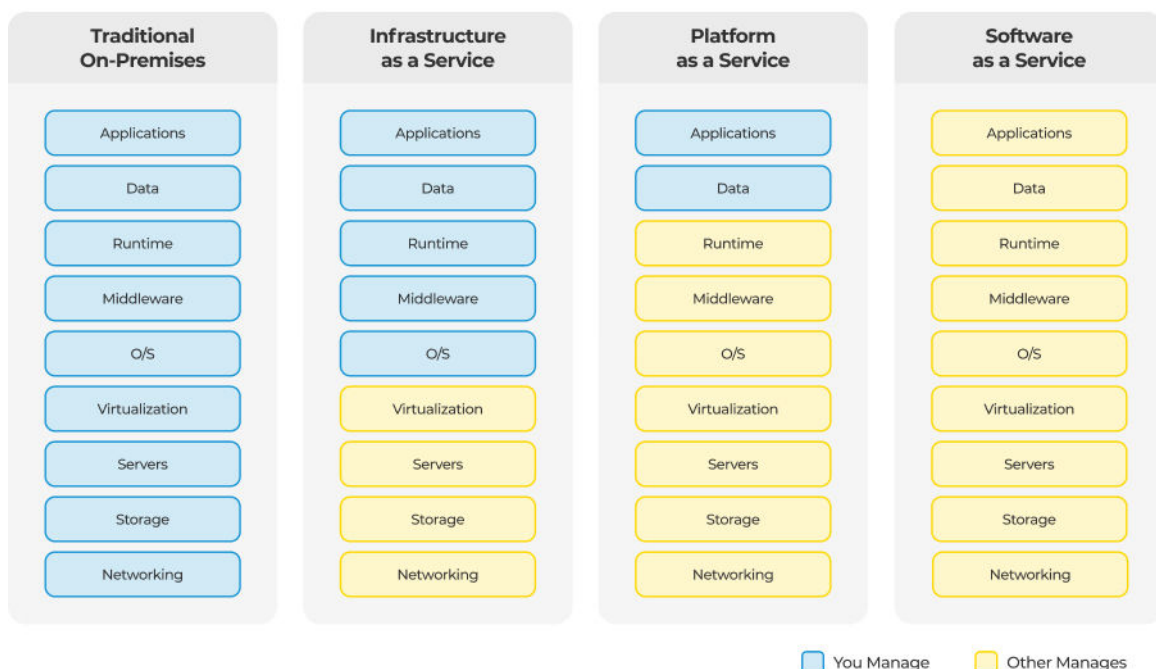 Traditional
On-Premises
Applications
Data
Runtime
Middleware
O/S
Virtualization
Servers
Storage
Networking
Infrastructure
as a Service
Applications
Data
Runtime
Middleware
O/S
Virtualization
Servers
Storage
Networking
Platform
as a Service
Applications
Data
Runtime
Middleware
O/S
Virtualization
Servers
Storage
Networking
Software
as a Service
Applications
Data
Runtime
Middleware
O/S
Virtualization
Servers
Storage
Networking
You Manage
Other Manages